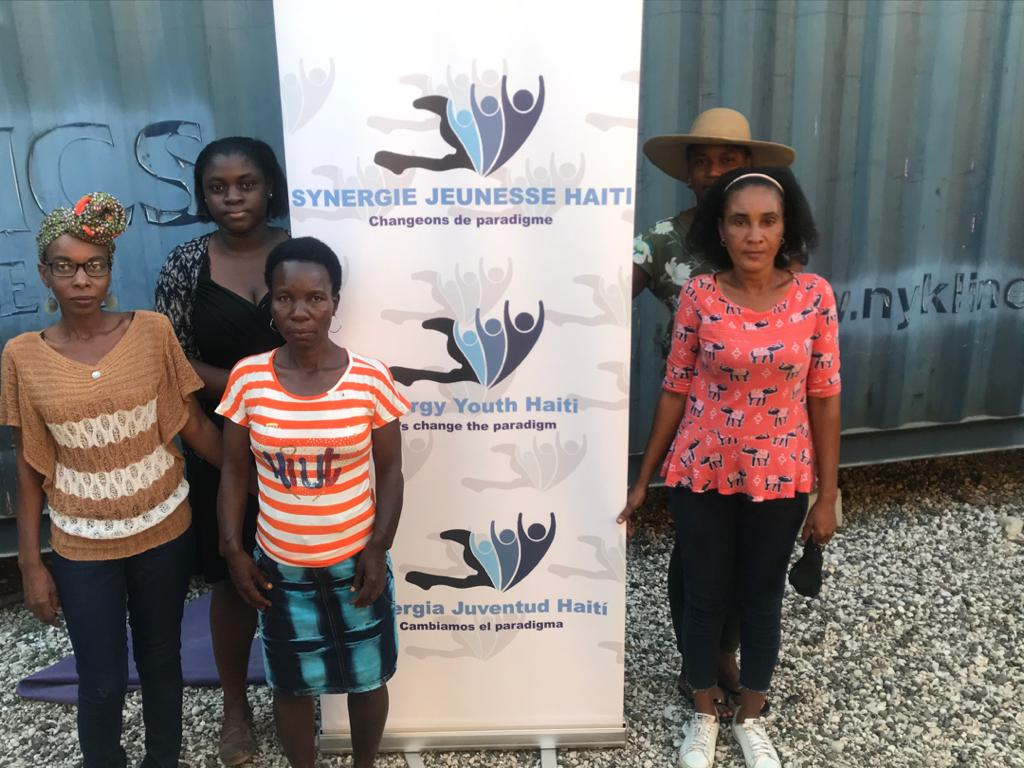 SYNERGIE JEUNESSE HAITI
Changeons de paradigme
rgy Youth Haiti
s change the paradigm
ergia Juventud Haití
Cambiamos el paradigma
ICS
E
.nykline